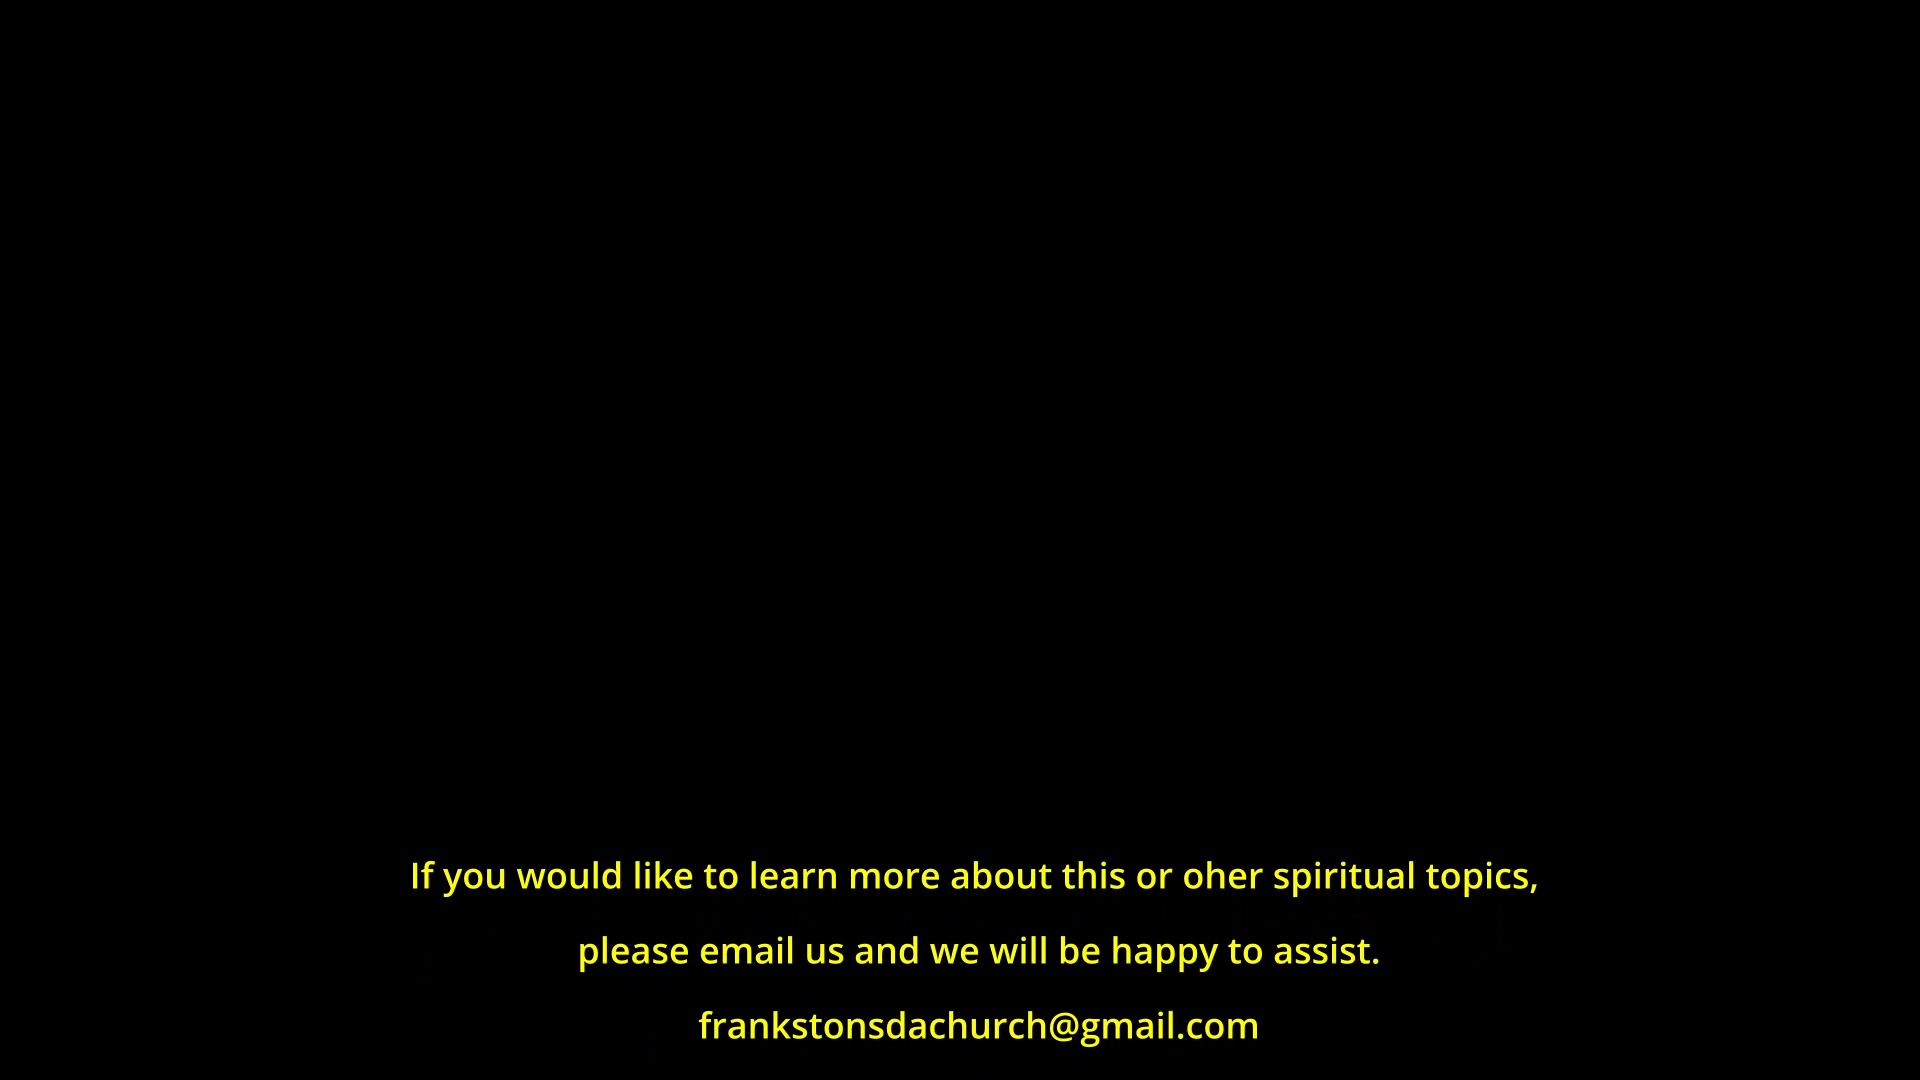 If you would like to learn more about this or oher spiritual topics,
please email us and we will be happy to assist.
frankstonsdachurch@gmail.com